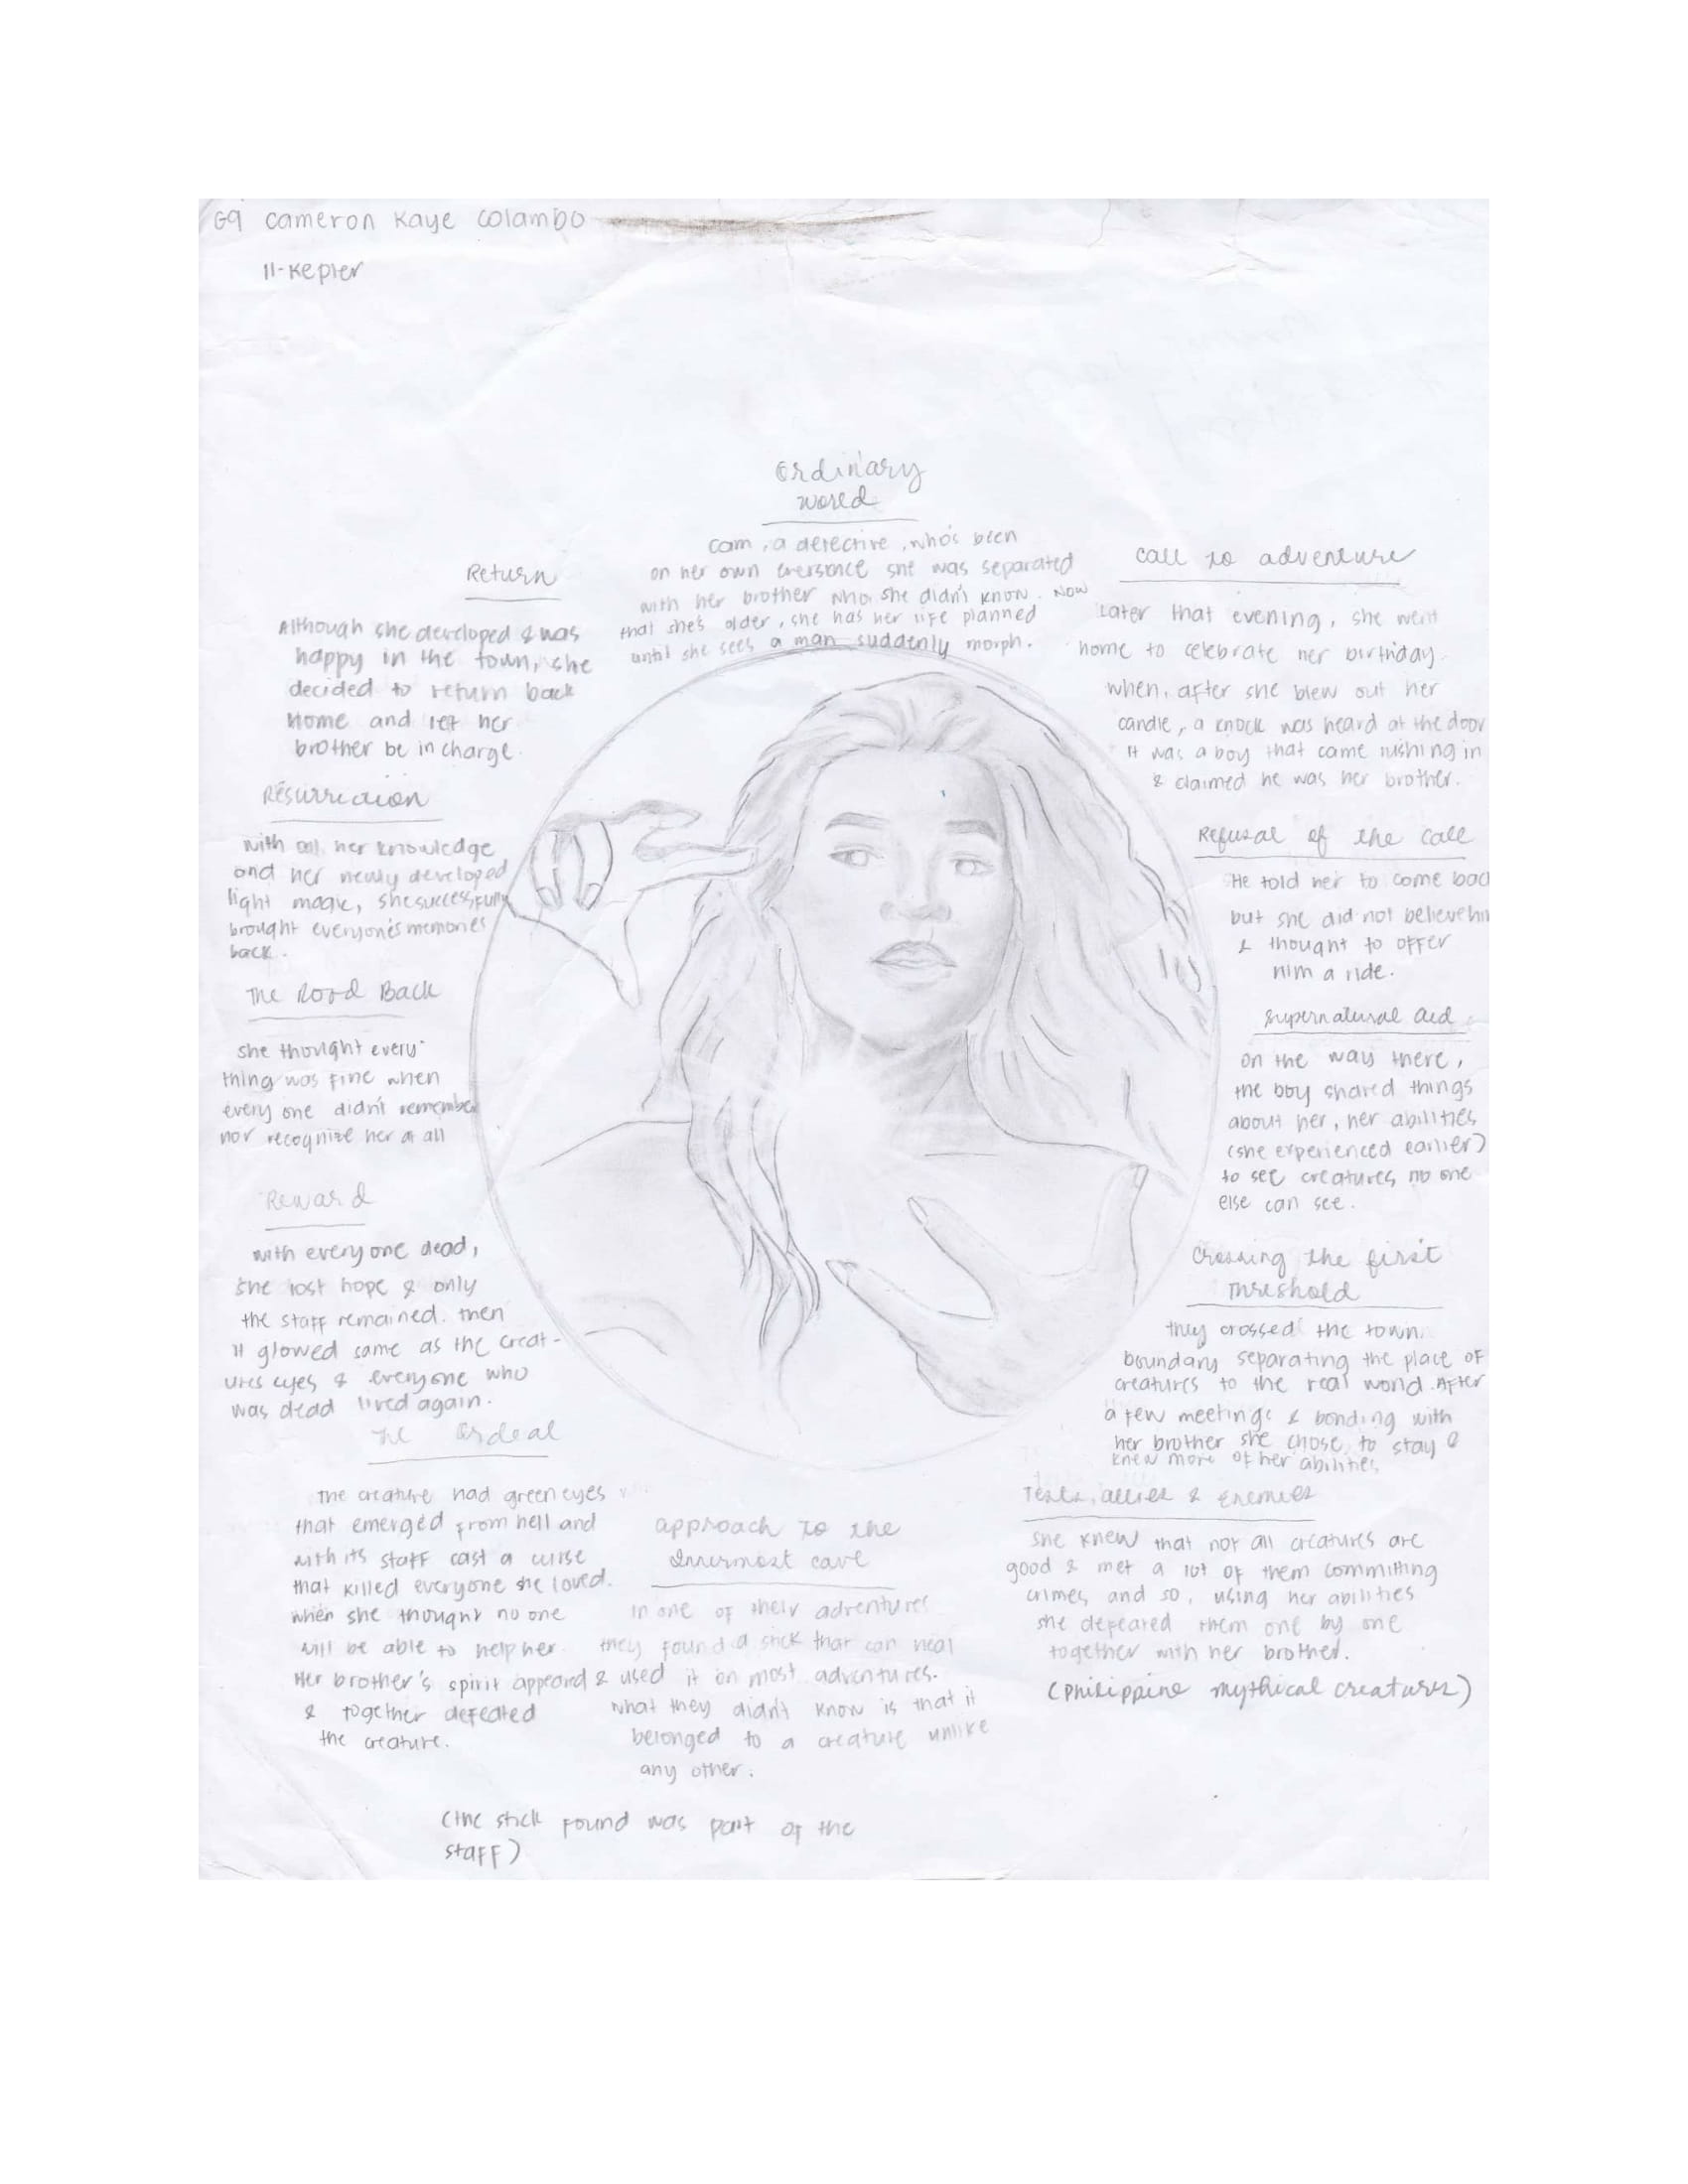 G9 Cameron Kaye Colambo
11-Kepler
Ordinary
World
Cam, a detective, who's been
on her own eversince she was separated
with her brother who she didn't know. Now
that she's older, she has her life planned
until she sees a man suddenly morph.
Call to adventure
Later that evening, she went
home to celebrate her birthday.
when, after she blew out her
candle, a knock was heard at the door
It was a boy that came rushing in
& claimed he was her brother.
Refusal of the call
He told her to come bac
but she did not believe hi
& thought to offer
him a ride.
Supernatural aid
on the way there,
the boy shared things
about her, her abilities
(she experienced earlier)
to see creatures no one
else can see.
Crossing the first
Threshold
they crossed the town
boundary separating the place of
creatures to the real world. After
a few meetings & bonding with
her brother she chose to stay &
knew more of her abilities
Tests, allies & Enemies
She knew that not all creatures are
good & met a lot of them committing
crimes, and so, using her abilities
she defeated them one by one
together with her brother.
(Philippine mythical creatures)
approach to the
Innermost cave
In one of their adventures
they found a stick that can heal
& used it on most adventures.
what they didn't know is that it
belonged to a creature unlike
any other.
(the stick found was part of the
staff)
The Ordeal
The creature had green eyes
that emerged from hell and
with its staff cast a curse
that killed everyone she loved.
when she thought no one
will be able to help her
Her brother's spirit appeared
& together defeated
the creature.
Reward
with everyone dead,
she lost hope & only
the staff remained. then
it glowed same as the creat-
ures eyes & everyone who
was dead lived again.
The Road Back
she thought every
thing was fine when
every one didn't remember
nor recognize her at all
Resurrection
with all her knowledge
and her newly developed
light magic, she successfully
brought everyone's memories
back.
Return
Although she developed & was
happy in the town, she
decided to return back
Home and let her
brother be in charge.